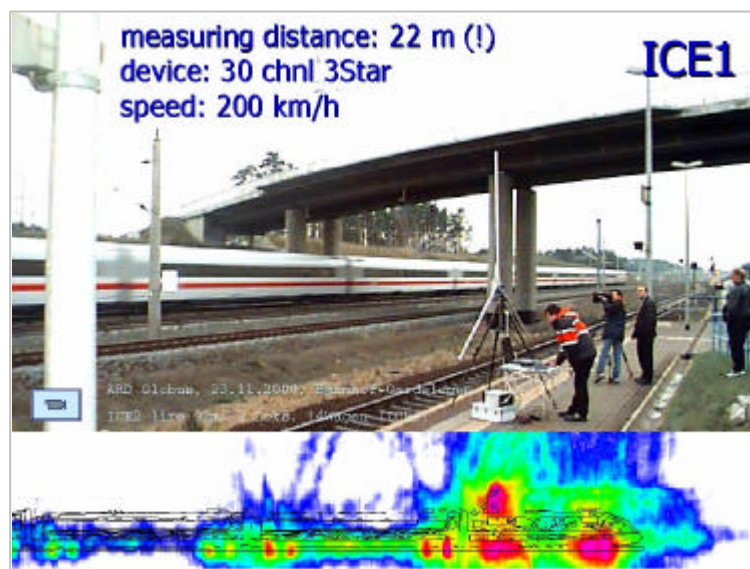 measuring distance: 22 m (!)
device: 30 chnl 3Star
speed: 200 km/h
ICE1
ARD Globus, 23.11.2000,